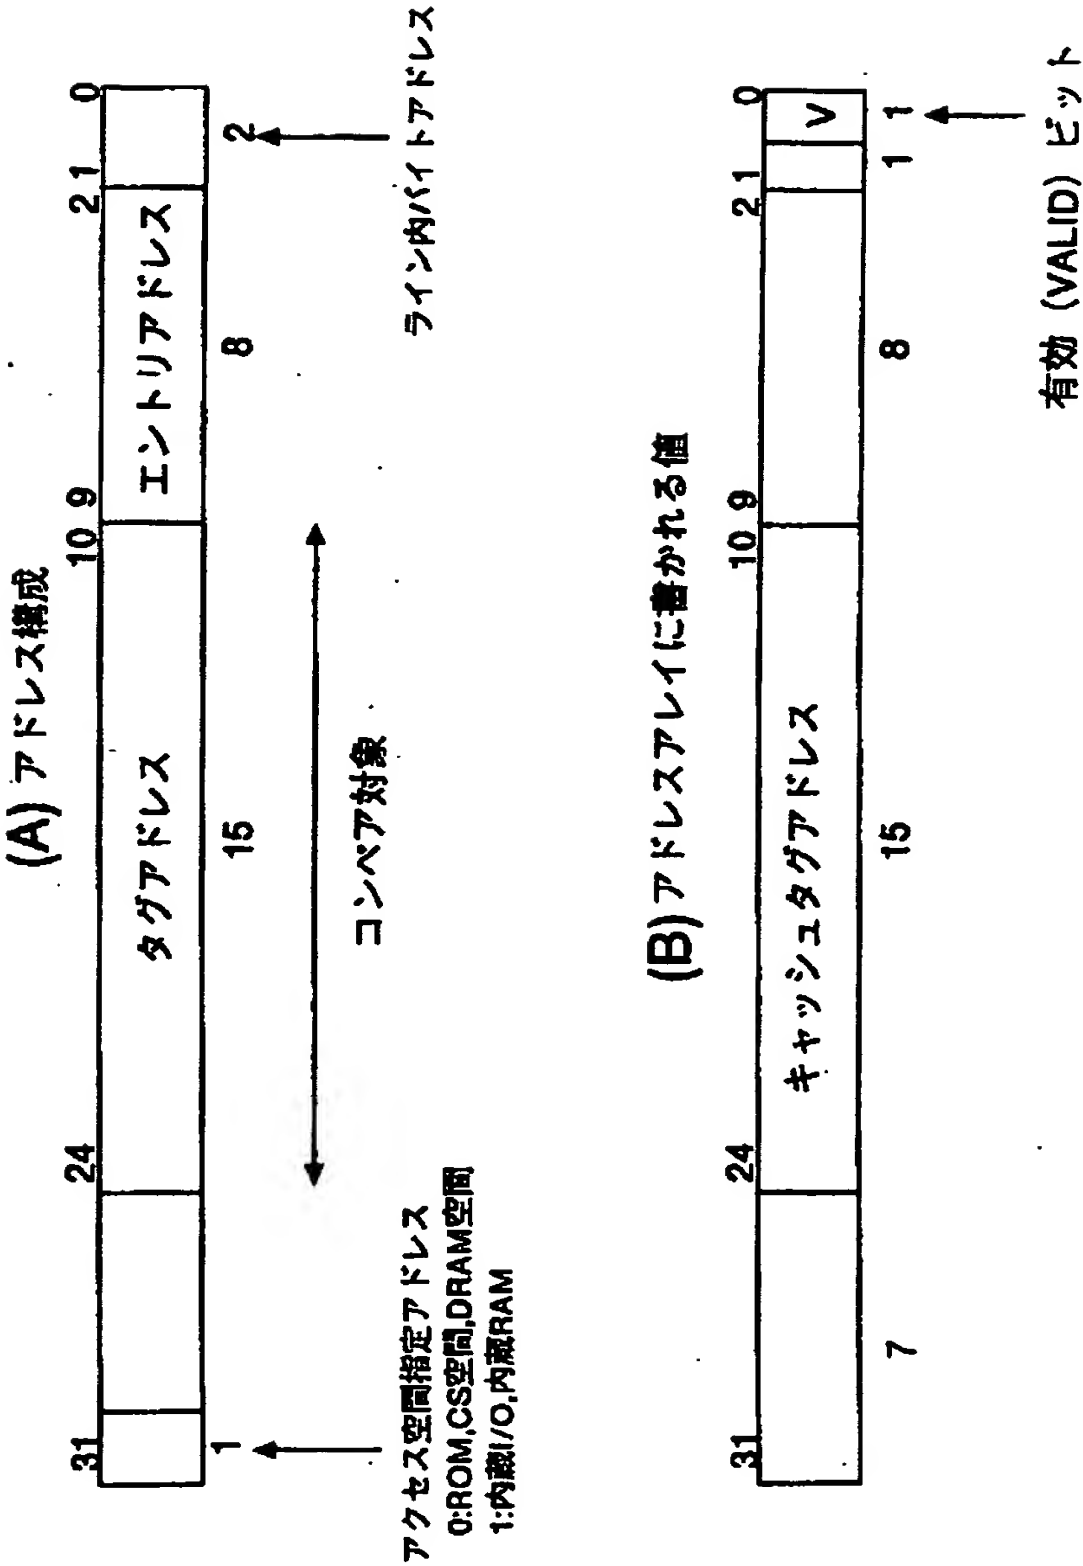 (A) アドレス構成
31 24 10 9 2 1 0
タグアドレス エントリアドレス
1 15 8 2
コンペア対象
アクセス空間指定アドレス
0:ROM,CS空間,DRAM空間
1:内蔵I/O,内蔵RAM
ライン内バイトアドレス
(B) アドレスアレイに書かれる値
31 24 10 9 2 1 0
キャッシュタグアドレス V
7 15 8 1 1
有効 (VALID) ビット